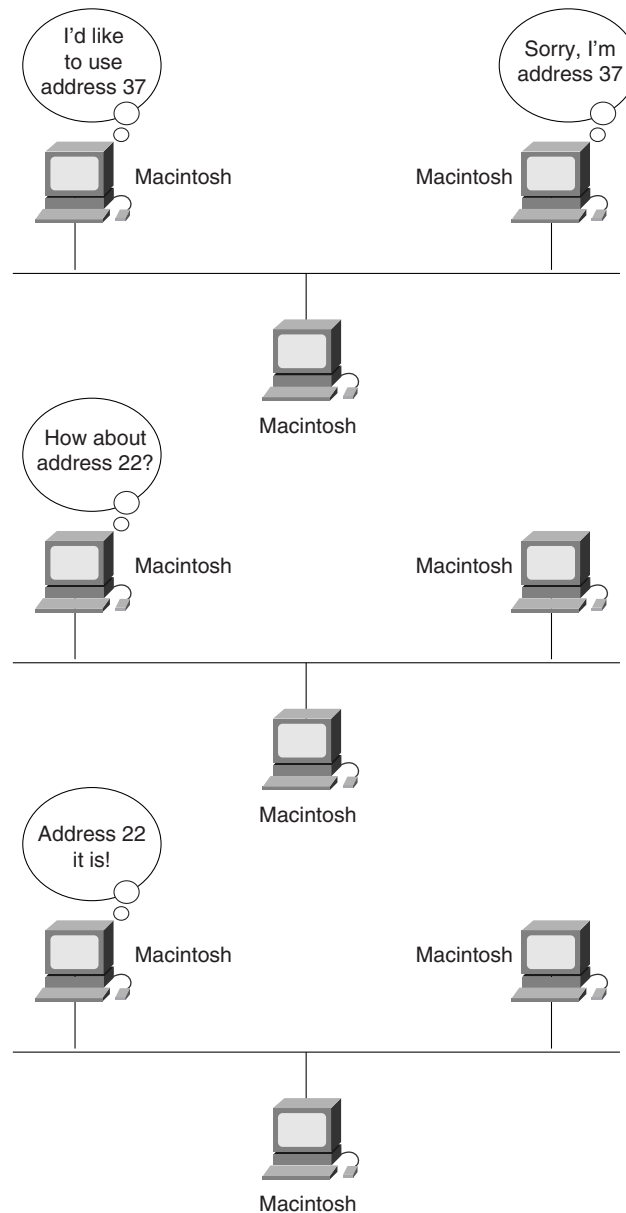 I'd like
to use
address 37
Sorry, I'm
address 37
Macintosh
Macintosh
Macintosh
How about
address 22?
Macintosh
Macintosh
Macintosh
Address 22
it is!
Macintosh
Macintosh
Macintosh